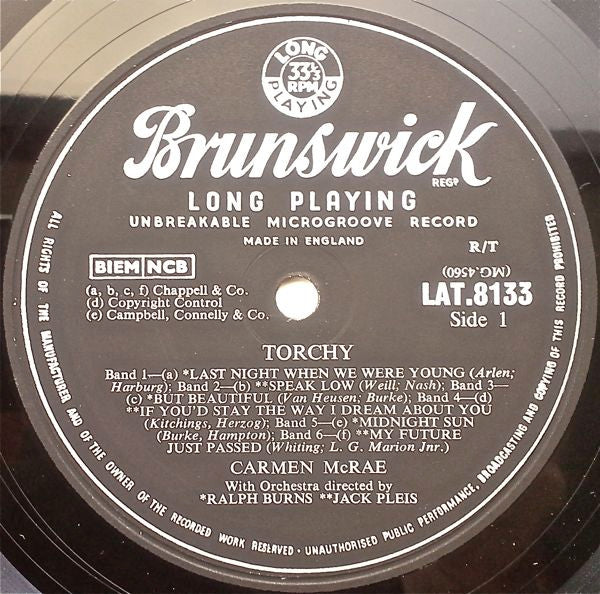 LONG
33⅓
RPM
PLAYING
Brunswick
REGD
LONG PLAYING
UNBREAKABLE MICROGROOVE RECORD
MADE IN ENGLAND
R/T
BIEM NCB
(MG.4560)
(a, b, c, f) Chappell & Co.
(d) Copyright Control
(e) Campbell, Connelly & Co.
LAT.8133
Side 1
TORCHY
Band 1—(a) *LAST NIGHT WHEN WE WERE YOUNG (Arlen;
Harburg); Band 2—(b) **SPEAK LOW (Weill; Nash); Band 3—
(c) *BUT BEAUTIFUL (Van Heusen; Burke); Band 4—(d)
**IF YOU'D STAY THE WAY I DREAM ABOUT YOU
(Kitchings, Herzog); Band 5—(e) *MIDNIGHT SUN
(Burke, Hampton); Band 6—(f) **MY FUTURE
JUST PASSED (Whiting; L. G. Marion Jnr.)
CARMEN McRAE
With Orchestra directed by
*RALPH BURNS **JACK PLEIS
ALL RIGHTS OF THE MANUFACTURER AND OF THE OWNER OF THE RECORDED WORK RESERVED · UNAUTHORISED PUBLIC PERFORMANCE, BROADCASTING AND COPYING OF THIS RECORD PROHIBITED